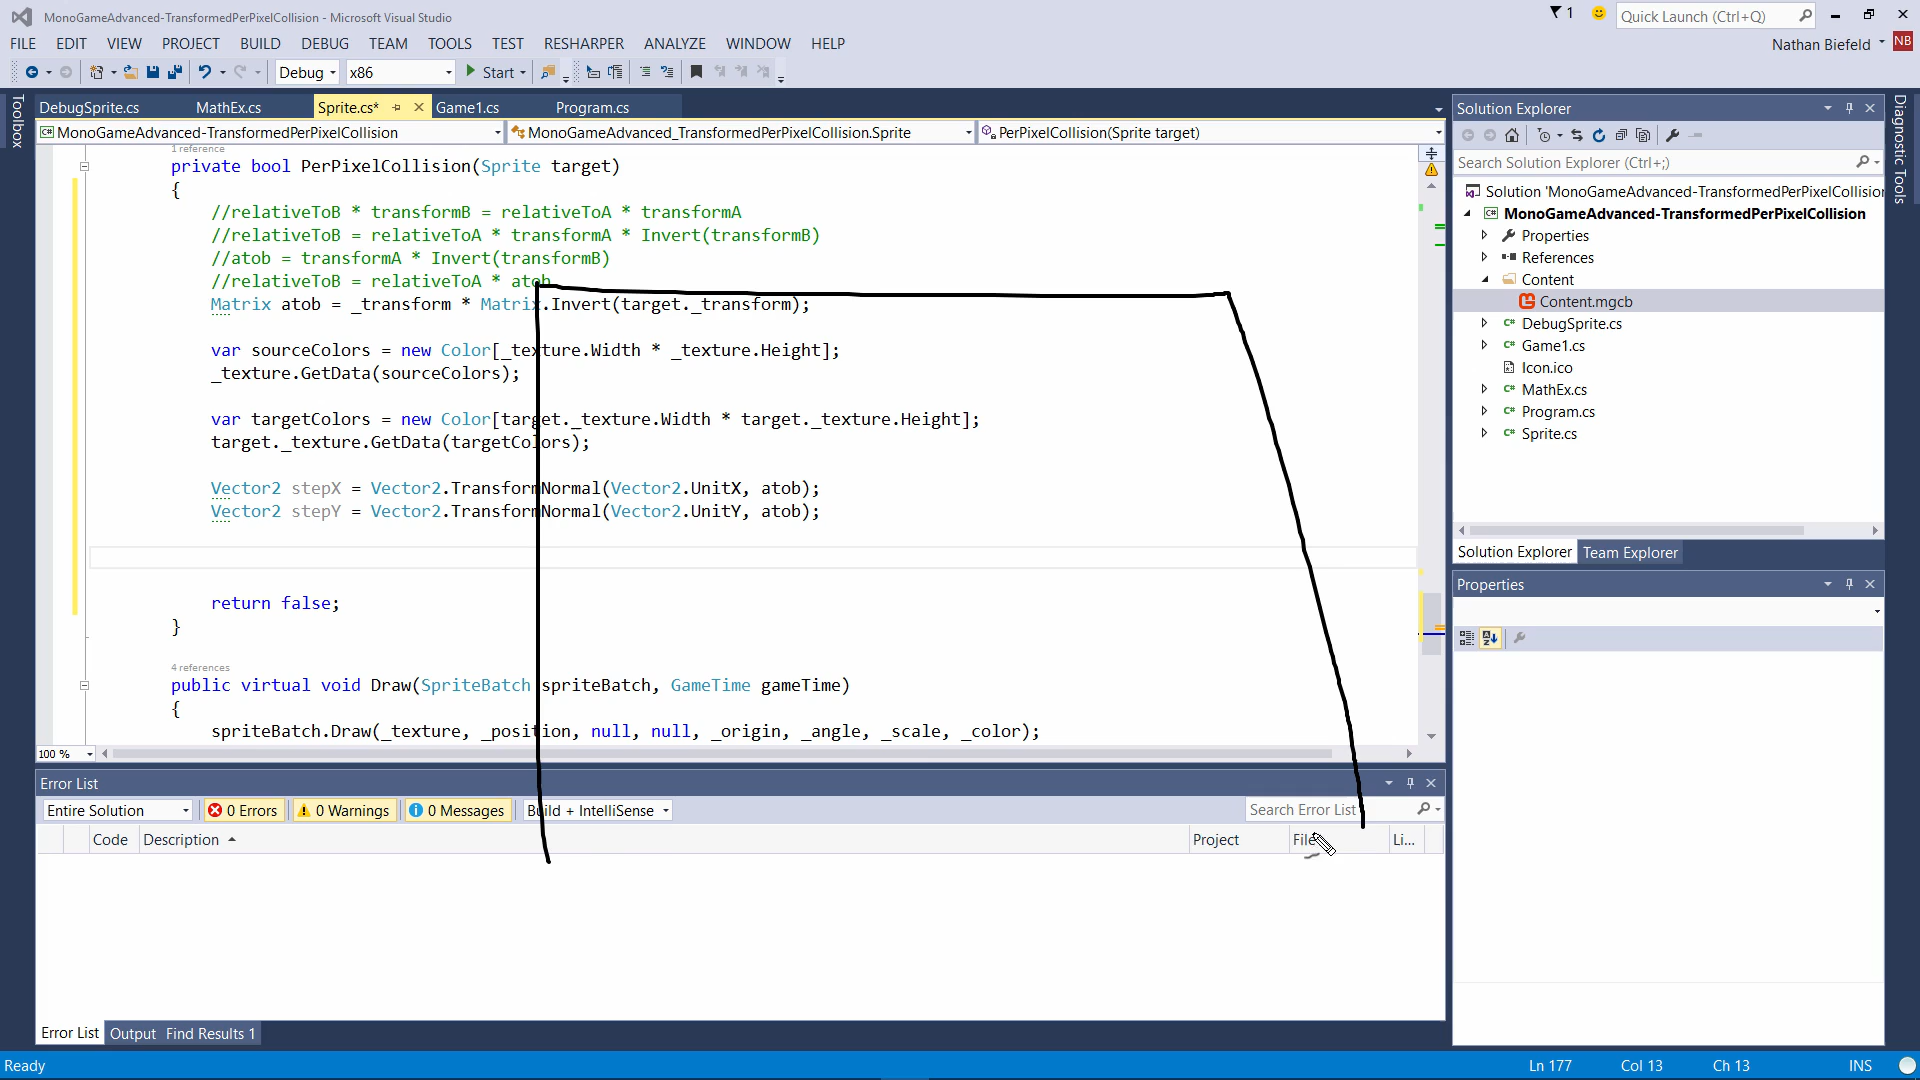 MonoGameAdvanced-TransformedPerPixelCollision - Microsoft Visual Studio
1
Quick Launch (Ctrl+Q)
FILE EDIT VIEW PROJECT BUILD DEBUG TEAM TOOLS TEST RESHARPER ANALYZE WINDOW HELP
Nathan Biefeld NB
Debug x86 Start
Toolbox
DebugSprite.cs MathEx.cs Sprite.cs* Game1.cs Program.cs
MonoGameAdvanced-TransformedPerPixelCollision MonoGameAdvanced_TransformedPerPixelCollision.Sprite PerPixelCollision(Sprite target)
1 reference
private bool PerPixelCollision(Sprite target)
{
//relativeToB * transformB = relativeToA * transformA
//relativeToB = relativeToA * transformA * Invert(transformB)
//atob = transformA * Invert(transformB)
//relativeToB = relativeToA * atob
Matrix atob = _transform * Matrix.Invert(target._transform);
var sourceColors = new Color[_texture.Width * _texture.Height];
_texture.GetData(sourceColors);
var targetColors = new Color[target._texture.Width * target._texture.Height];
target._texture.GetData(targetColors);
Vector2 stepX = Vector2.TransformNormal(Vector2.UnitX, atob);
Vector2 stepY = Vector2.TransformNormal(Vector2.UnitY, atob);
return false;
}
4 references
public virtual void Draw(SpriteBatch spriteBatch, GameTime gameTime)
{
spriteBatch.Draw(_texture, _position, null, null, _origin, _angle, _scale, _color);
100 %
Error List
Entire Solution 0 Errors 0 Warnings 0 Messages Build + IntelliSense Search Error List
Code Description Project File Li...
Error List Output Find Results 1
Solution Explorer
Search Solution Explorer (Ctrl+;)
Solution 'MonoGameAdvanced-TransformedPerPixelCollision
MonoGameAdvanced-TransformedPerPixelCollision
Properties
References
Content
Content.mgcb
DebugSprite.cs
Game1.cs
Icon.ico
MathEx.cs
Program.cs
Sprite.cs
Solution Explorer Team Explorer
Properties
Diagnostic Tools
Ready Ln 177 Col 13 Ch 13 INS